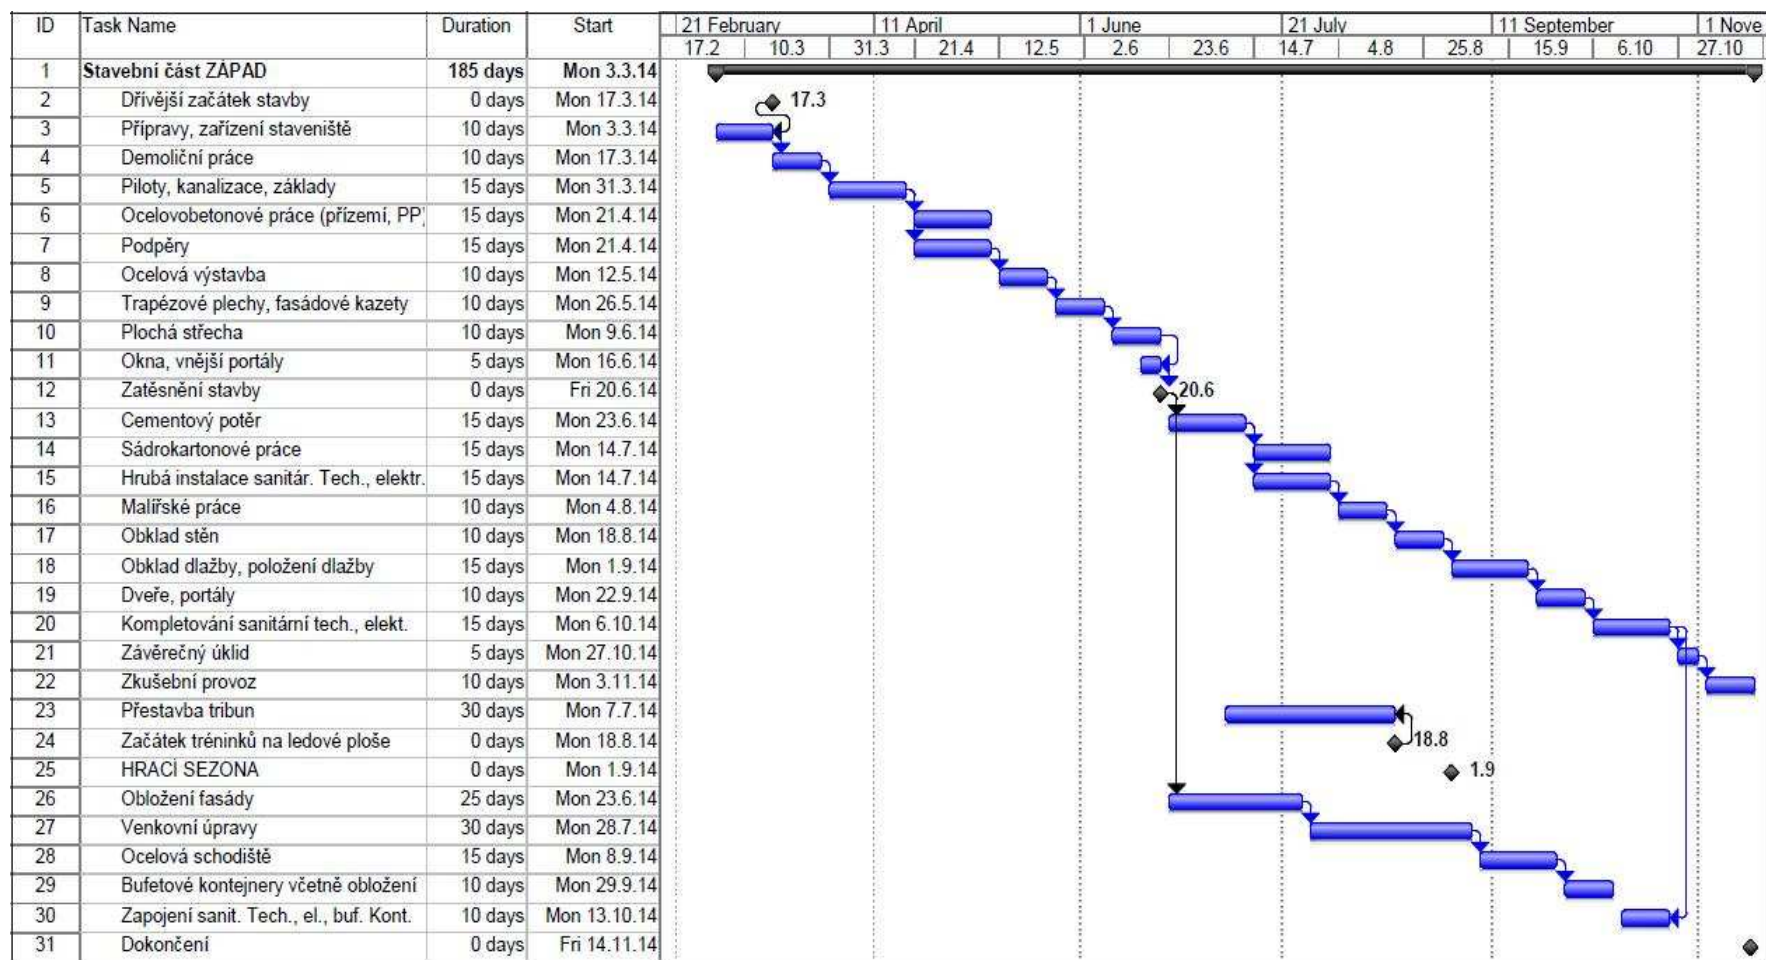 ID Task Name Duration Start 21 February 11 April 1 June 21 July 11 September 1 Nove
17.2 10.3 31.3 21.4 12.5 2.6 23.6 14.7 4.8 25.8 15.9 6.10 27.10
1 Stavební část ZÁPAD 185 days Mon 3.3.14
2 Dřívější začátek stavby 0 days Mon 17.3.14 17.3
3 Přípravy, zařízení staveniště 10 days Mon 3.3.14
4 Demoliční práce 10 days Mon 17.3.14
5 Piloty, kanalizace, základy 15 days Mon 31.3.14
6 Ocelovobetonové práce (přízemí, PP) 15 days Mon 21.4.14
7 Podpěry 15 days Mon 21.4.14
8 Ocelová výstavba 10 days Mon 12.5.14
9 Trapézové plechy, fasádové kazety 10 days Mon 26.5.14
10 Plochá střecha 10 days Mon 9.6.14
11 Okna, vnější portály 5 days Mon 16.6.14
12 Zatěsnění stavby 0 days Fri 20.6.14 20.6
13 Cementový potěr 15 days Mon 23.6.14
14 Sádrokartonové práce 15 days Mon 14.7.14
15 Hrubá instalace sanitár. Tech., elektr. 15 days Mon 14.7.14
16 Malířské práce 10 days Mon 4.8.14
17 Obklad stěn 10 days Mon 18.8.14
18 Obklad dlažby, položení dlažby 15 days Mon 1.9.14
19 Dveře, portály 10 days Mon 22.9.14
20 Kompletování sanitární tech., elekt. 15 days Mon 6.10.14
21 Závěrečný úklid 5 days Mon 27.10.14
22 Zkušební provoz 10 days Mon 3.11.14
23 Přestavba tribun 30 days Mon 7.7.14
24 Začátek tréninků na ledové ploše 0 days Mon 18.8.14 18.8
25 HRACÍ SEZONA 0 days Mon 1.9.14 1.9
26 Obložení fasády 25 days Mon 23.6.14
27 Venkovní úpravy 30 days Mon 28.7.14
28 Ocelová schodiště 15 days Mon 8.9.14
29 Bufetové kontejnery včetně obložení 10 days Mon 29.9.14
30 Zapojení sanit. Tech., el., buf. Kont. 10 days Mon 13.10.14
31 Dokončení 0 days Fri 14.11.14